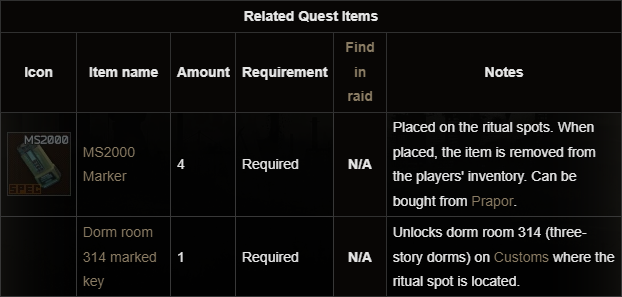 Related Quest Items
Icon
Item name
Amount
Requirement
Find
in
raid
Notes
MS2000
SPEC
MS2000
Marker
4
Required
N/A
Placed on the ritual spots. When
placed, the item is removed from
the players' inventory. Can be
bought from Prapor.
Dorm room
314 marked
key
1
Required
N/A
Unlocks dorm room 314 (three-
story dorms) on Customs where the
ritual spot is located.